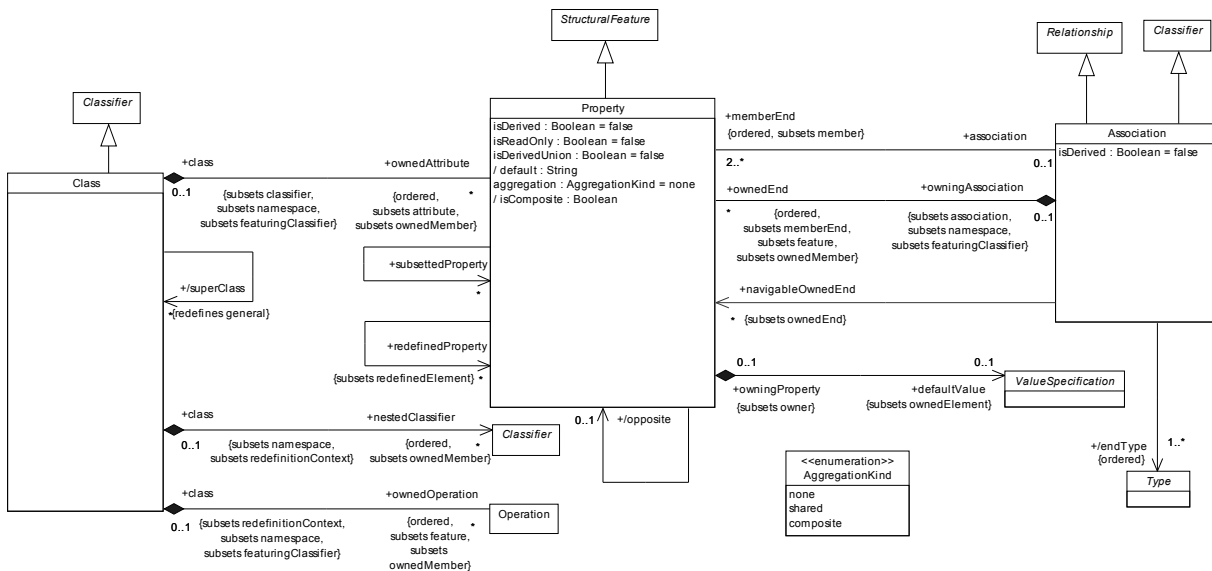 StructuralFeature
Relationship
Classifier
Classifier
Property
isDerived : Boolean = false
isReadOnly : Boolean = false
isDerivedUnion : Boolean = false
/ default : String
aggregation : AggregationKind = none
/ isComposite : Boolean
Association
isDerived : Boolean = false
Class
+memberEnd
{ordered, subsets member}
2..*
+association
0..1
+class
0..1
{subsets classifier,
subsets namespace,
subsets featuringClassifier}
+ownedAttribute
*
{ordered,
subsets attribute,
subsets ownedMember}
+ownedEnd
*
{ordered,
subsets memberEnd,
subsets feature,
subsets ownedMember}
+owningAssociation
0..1
{subsets association,
subsets namespace,
subsets featuringClassifier}
+/superClass
*
{redefines general}
+subsettedProperty
*
+navigableOwnedEnd
* {subsets ownedEnd}
+redefinedProperty
{subsets redefinedElement} *
0..1
+owningProperty
{subsets owner}
0..1
+defaultValue
{subsets ownedElement}
ValueSpecification
0..1
+/opposite
+class
0..1
{subsets namespace,
subsets redefinitionContext}
+nestedClassifier
*
{ordered,
subsets ownedMember}
Classifier
+/endType
{ordered}
1..*
Type
<<enumeration>>
AggregationKind
none
shared
composite
+class
0..1
{subsets redefinitionContext,
subsets namespace,
subsets featuringClassifier}
+ownedOperation
*
{ordered,
subsets feature,
subsets
ownedMember}
Operation